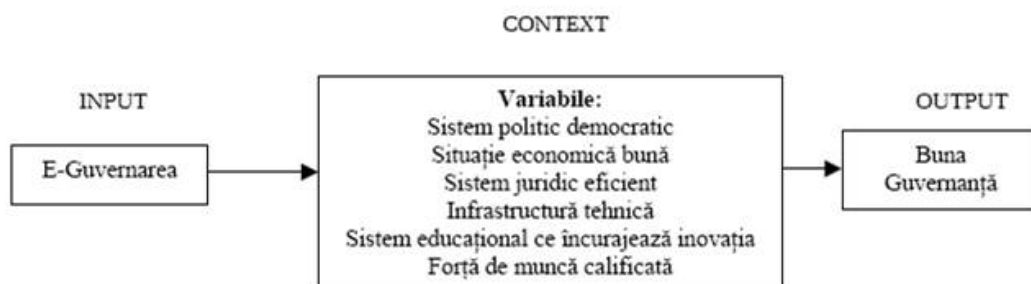 CONTEXT
INPUT
OUTPUT
Variabile:
Sistem politic democratic
Situație economică bună
Sistem juridic eficient
Infrastructură tehnică
Sistem educațional ce încurajează inovația
Forță de muncă calificată
E-Guvernarea
Buna
Guvernanță